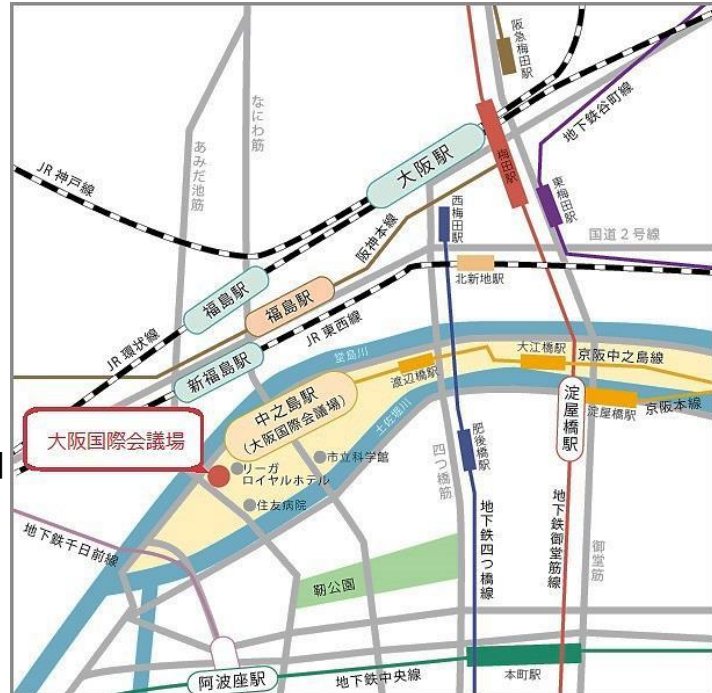 阪急梅田駅
なにわ筋
あみだ池筋
地下鉄谷町線
大阪駅
梅田駅
JR神戸線
東梅田駅
西梅田駅
阪神本線
国道2号線
北新地駅
福島駅
福島駅
JR東西線
JR環状線
新福島駅
堂島川
大江橋駅
京阪中之島線
渡辺橋駅
中之島駅
(大阪国際会議場)
淀屋橋駅
淀屋橋駅
京阪本線
土佐堀川
大阪国際会議場
リーガ
ロイヤルホテル
市立科学館
肥後橋駅
四つ橋筋
住友病院
地下鉄千日前線
地下鉄四つ橋線
地下鉄御堂筋線
御堂筋
靭公園
阿波座駅
地下鉄中央線
本町駅